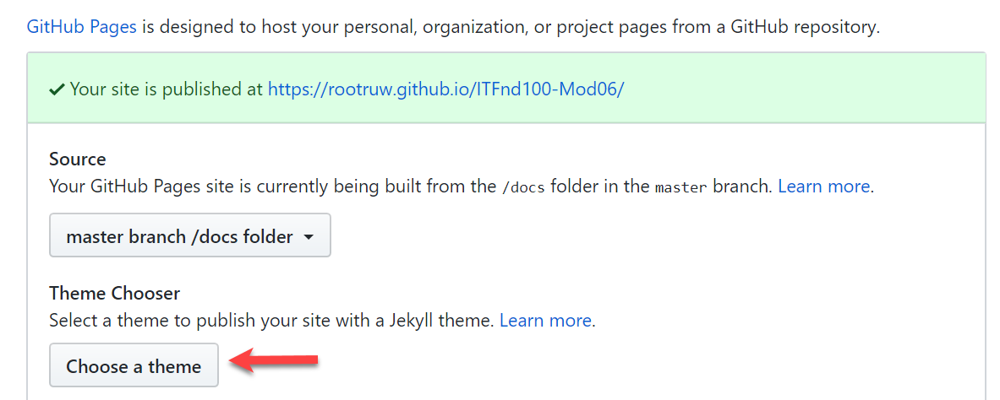 GitHub Pages is designed to host your personal, organization, or project pages from a GitHub repository.
Your site is published at https://rootruw.github.io/ITFnd100-Mod06/
Source
Your GitHub Pages site is currently being built from the /docs folder in the master branch. Learn more.
master branch /docs folder
Theme Chooser
Select a theme to publish your site with a Jekyll theme. Learn more.
Choose a theme